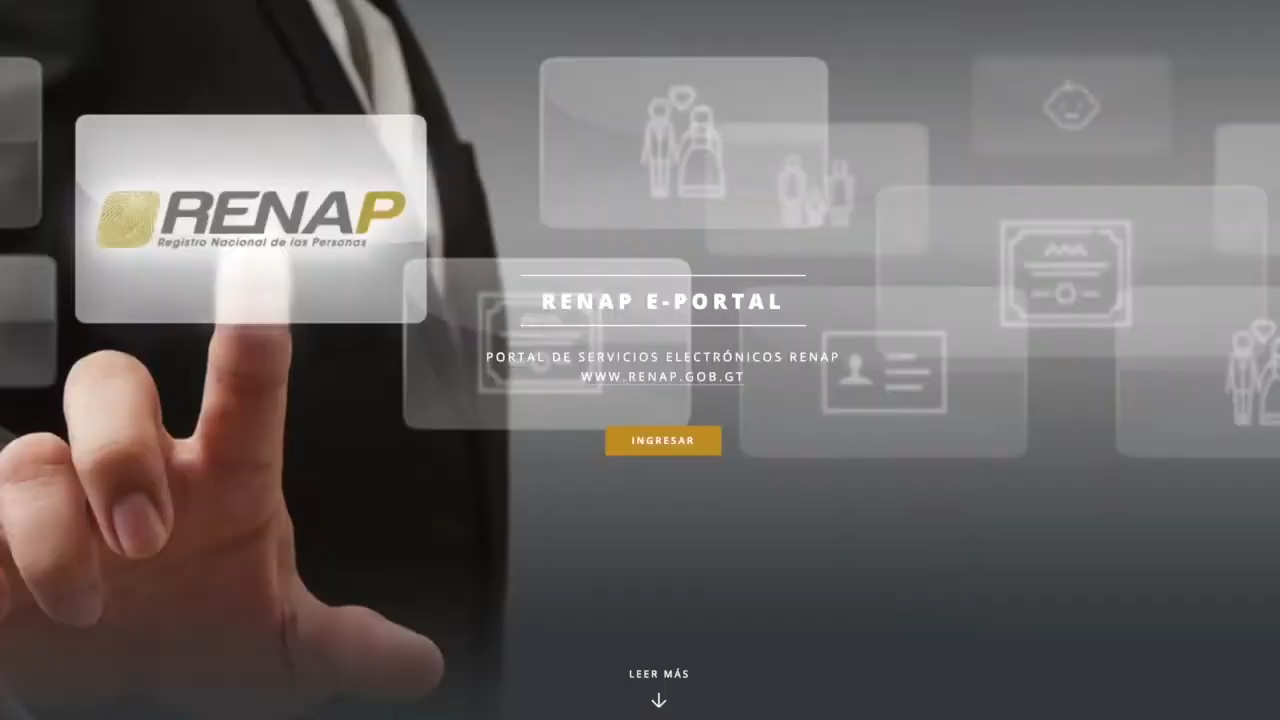 RENAP
Registro Nacional de las Personas
RENAP E-PORTAL
PORTAL DE SERVICIOS ELECTRÓNICOS RENAP
WWW.RENAP.GOB.GT
INGRESAR
LEER MÁS